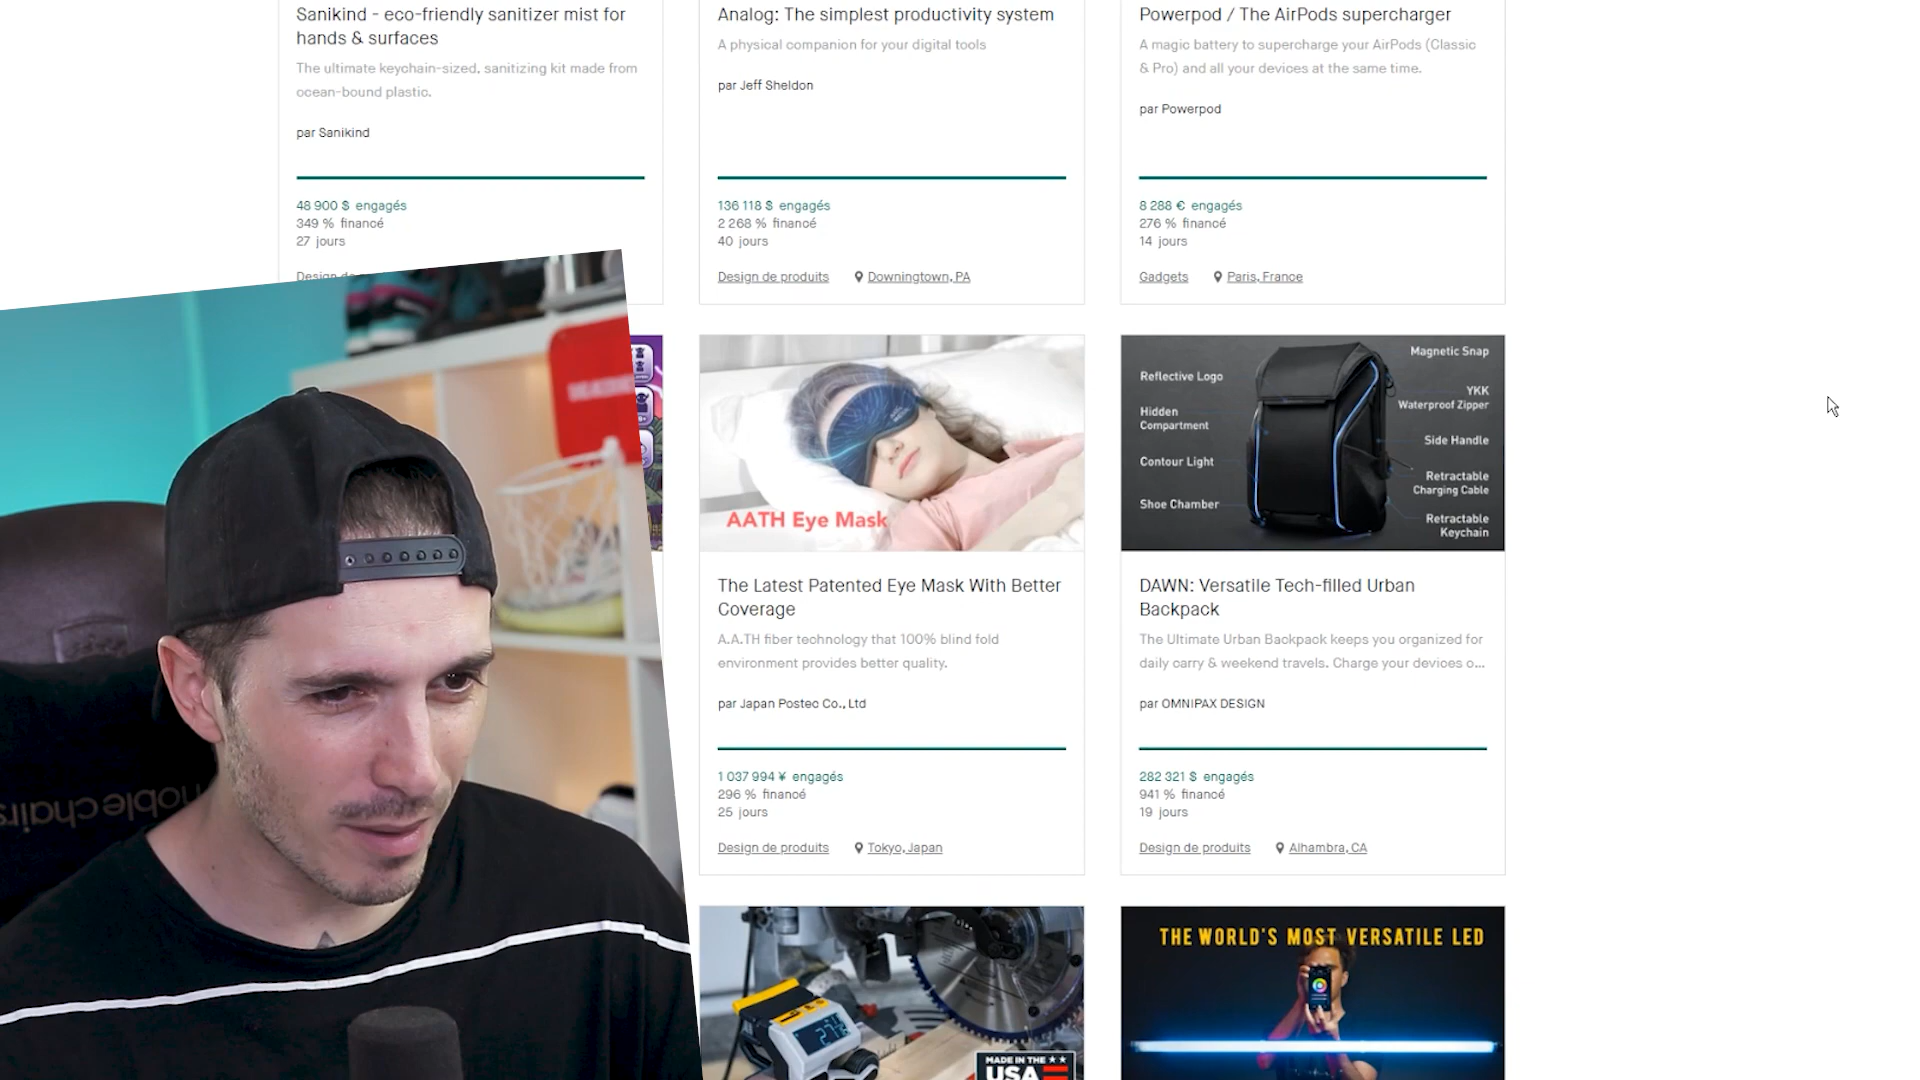 Sanikind - eco-friendly sanitizer mist for
hands & surfaces
The ultimate keychain-sized, sanitizing kit made from
ocean-bound plastic.
par Sanikind
48 900 $ engagés
349 % financé
27 jours
Analog: The simplest productivity system
A physical companion for your digital tools
par Jeff Sheldon
136 118 $ engagés
2 268 % financé
40 jours
Design de produits
Downingtown, PA
Powerpod / The AirPods supercharger
A magic battery to supercharge your AirPods (Classic
& Pro) and all your devices at the same time.
par Powerpod
8 288 € engagés
276 % financé
14 jours
Gadgets
Paris, France
noblechairs
AATH Eye Mask
The Latest Patented Eye Mask With Better
Coverage
A.A.TH fiber technology that 100% blind fold
environment provides better quality.
par Japan Postec Co., Ltd
1 037 994 ¥ engagés
296 % financé
25 jours
Design de produits
Tokyo, Japan
Reflective Logo
Hidden
Compartment
Contour Light
Shoe Chamber
Magnetic Snap
YKK
Waterproof Zipper
Side Handle
Retractable
Charging Cable
Retractable
Keychain
DAWN: Versatile Tech-filled Urban
Backpack
The Ultimate Urban Backpack keeps you organized for
daily carry & weekend travels. Charge your devices o...
par OMNIPAX DESIGN
282 321 $ engagés
941 % financé
19 jours
Design de produits
Alhambra, CA
MADE IN THE
USA
THE WORLD'S MOST VERSATILE LED